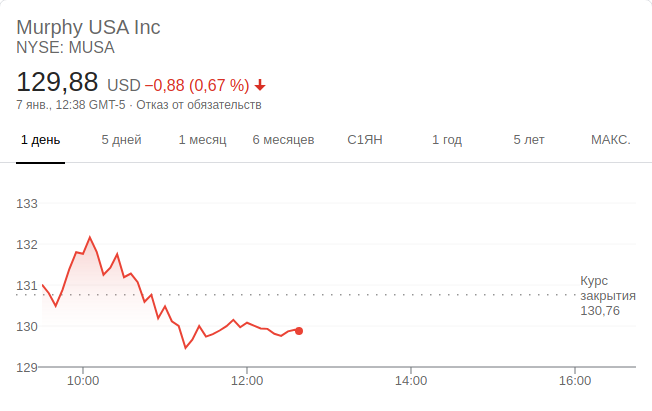 Murphy USA Inc
NYSE: MUSA
129,88 USD −0,88 (0,67 %)
7 янв., 12:38 GMT-5 · Отказ от обязательств
1 день 5 дней 1 месяц 6 месяцев С1ЯН 1 год 5 лет МАКС.
133
132
131
130
129
Курс
закрытия
130,76
10:00 12:00 14:00 16:00